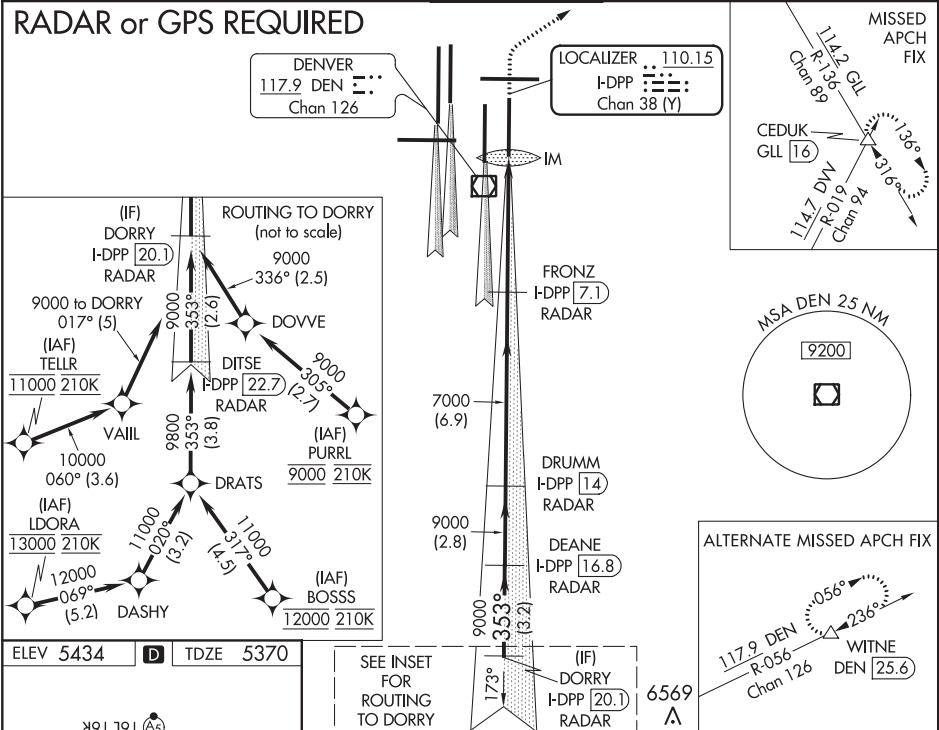 RADAR or GPS REQUIRED
DENVER
117.9 DEN
Chan 126
LOCALIZER 110.15
I-DPP
Chan 38 (Y)
MISSED
APCH
FIX
114.2 GLL
R-136
Chan 89
CEDUK
GLL 16
136°
316°
114.7 DVV
R-019
Chan 94
IM
ROUTING TO DORRY
(not to scale)
(IF)
DORRY
I-DPP 20.1
RADAR
9000
336° (2.5)
9000 to DORRY
017° (5)
9000
353°
(2.6)
DOVVE
(IAF)
TELLR
11000 210K
VAIIL
10000
060° (3.6)
DITSE
I-DPP 22.7
RADAR
9000
305°
(2.7)
(IAF)
PURRL
9000 210K
9800
353°
(3.8)
DRATS
(IAF)
LDORA
13000 210K
12000
069°
(5.2)
DASHY
11000
020°
(3.2)
11000
317°
(4.5)
(IAF)
BOSSS
12000 210K
FRONZ
I-DPP 7.1
RADAR
7000
(6.9)
DRUMM
I-DPP 14
RADAR
9000
(2.8)
DEANE
I-DPP 16.8
RADAR
9000
353°
(3.2)
173°
(IF)
DORRY
I-DPP 20.1
RADAR
SEE INSET
FOR
ROUTING
TO DORRY
6569
MSA DEN 25 NM
9200
ALTERNATE MISSED APCH FIX
056°
236°
117.9 DEN
R-056
Chan 126
WITNE
DEN 25.6
ELEV 5434 D TDZE 5370
16L 16R
A5